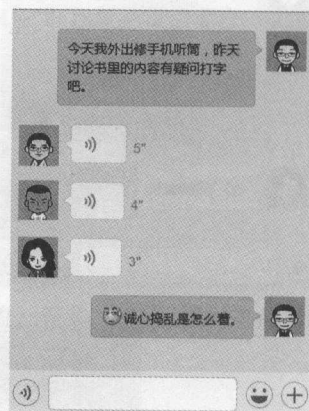 今天我外出修手机听筒，昨天
讨论书里的内容有疑问打字
吧。
5"
4"
3"
诚心捣乱是怎么着。